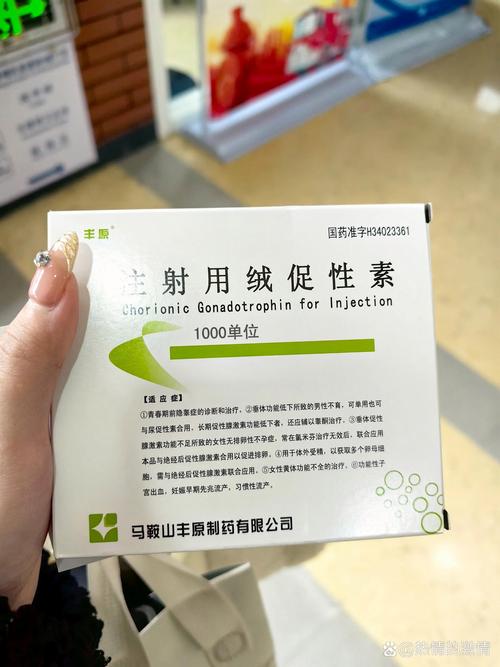 丰原®
国药准字H34023361
注射用绒促性素
Chorionic Gonadotrophin for Injection
1000单位
【适应症】
①青春期前隐睾症的诊断和治疗。②垂体功能低下所致的男性不育，可单用也可
与尿促性素合用，长期促性腺激素功能低下者，还应辅以睾酮治疗。③垂体促性
腺激素功能不足所致的女性无排卵性不孕症，常在氯米芬治疗无效后，联合应用
本品与绝经后促性腺激素合用以促进排卵。④用于体外受精，以获取多个卵母细
胞，需与绝经后促性腺激素联合应用。⑤女性黄体功能不全的治疗。⑥功能性子
宫出血，妊娠早期先兆流产、习惯性流产。
马鞍山丰原制药有限公司